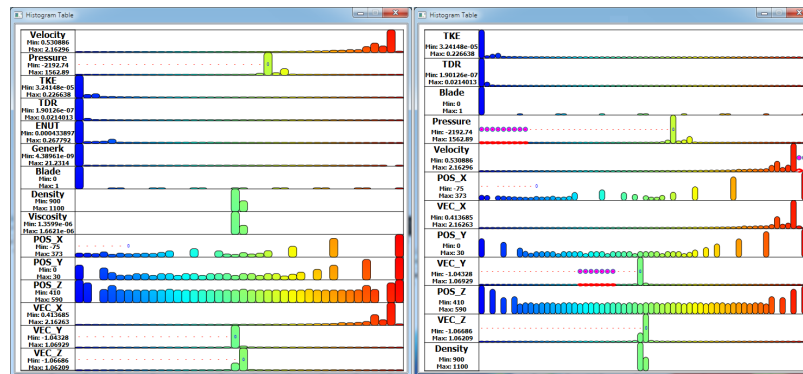 Histogram Table
Velocity
Min: 0.530886
Max: 2.16296
Pressure
Min: -2192.74
Max: 1562.89
TKE
Min: 3.24148e-05
Max: 0.226638
TDR
Min: 1.90126e-07
Max: 0.0214013
ENUT
Min: 0.000433897
Max: 0.267792
Generk
Min: 4.38961e-09
Max: 21.2314
Blade
Min: 0
Max: 1
Density
Min: 900
Max: 1100
Viscosity
Min: 1.3599e-06
Max: 1.6621e-06
POS_X
Min: -75
Max: 373
POS_Y
Min: 0
Max: 30
POS_Z
Min: 410
Max: 590
VEC_X
Min: 0.413685
Max: 2.16263
VEC_Y
Min: -1.04328
Max: 1.06929
VEC_Z
Min: -1.06686
Max: 1.06209
Histogram Table
TKE
Min: 3.24148e-05
Max: 0.226638
TDR
Min: 1.90126e-07
Max: 0.0214013
Blade
Min: 0
Max: 1
Pressure
Min: -2192.74
Max: 1562.89
Velocity
Min: 0.530886
Max: 2.16296
POS_X
Min: -75
Max: 373
VEC_X
Min: 0.413685
Max: 2.16263
POS_Y
Min: 0
Max: 30
VEC_Y
Min: -1.04328
Max: 1.06929
POS_Z
Min: 410
Max: 590
VEC_Z
Min: -1.06686
Max: 1.06209
Density
Min: 900
Max: 1100